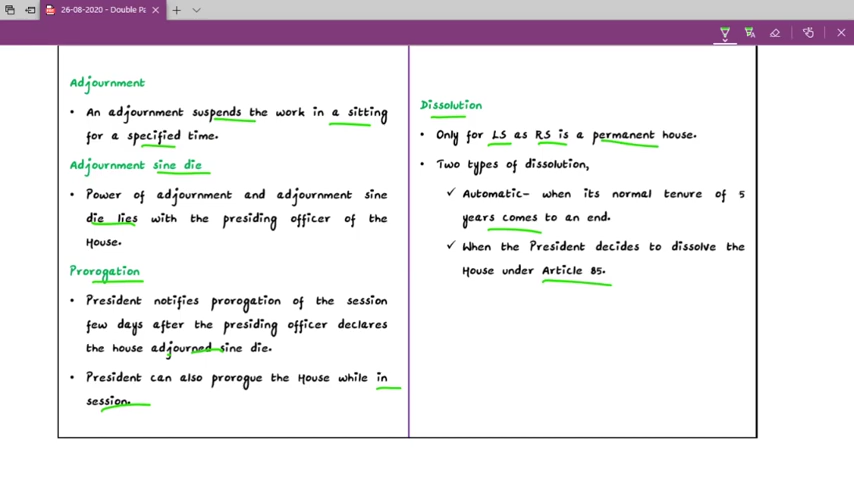 26-08-2020 - Double Pa
Adjournment
• An adjournment suspends the work in a sitting
for a specified time.
Adjournment sine die
• Power of adjournment and adjournment sine
die lies with the presiding officer of the
House.
Prorogation
• President notifies prorogation of the session
few days after the presiding officer declares
the house adjourned sine die.
• President can also prorogue the House while in
session.
Dissolution
• Only for LS as RS is a permanent house.
• Two types of dissolution,
✓ Automatic- when its normal tenure of 5
years comes to an end.
✓ When the President decides to dissolve the
House under Article 85.